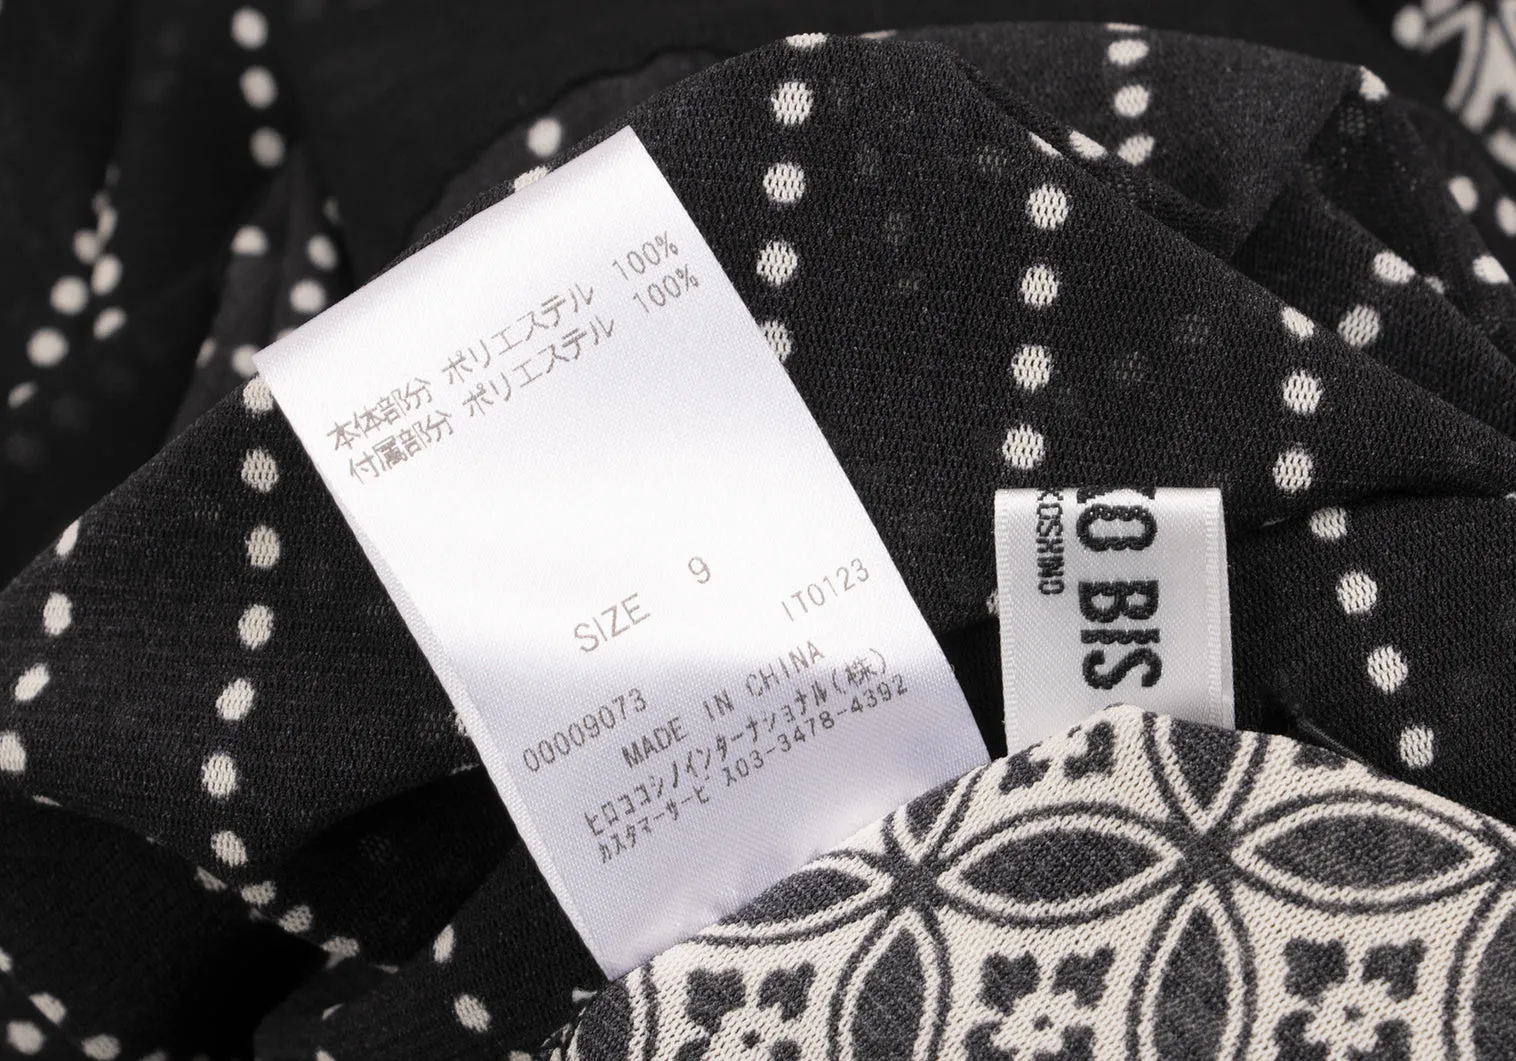 本体部分 ポリエステル 100%
付属部分 ポリエステル 100%
SIZE 9
00009073 IT0123
MADE IN CHINA
ヒロココシノインターナショナル(株)
カスタマーサービス03-3478-4392
KO BIS